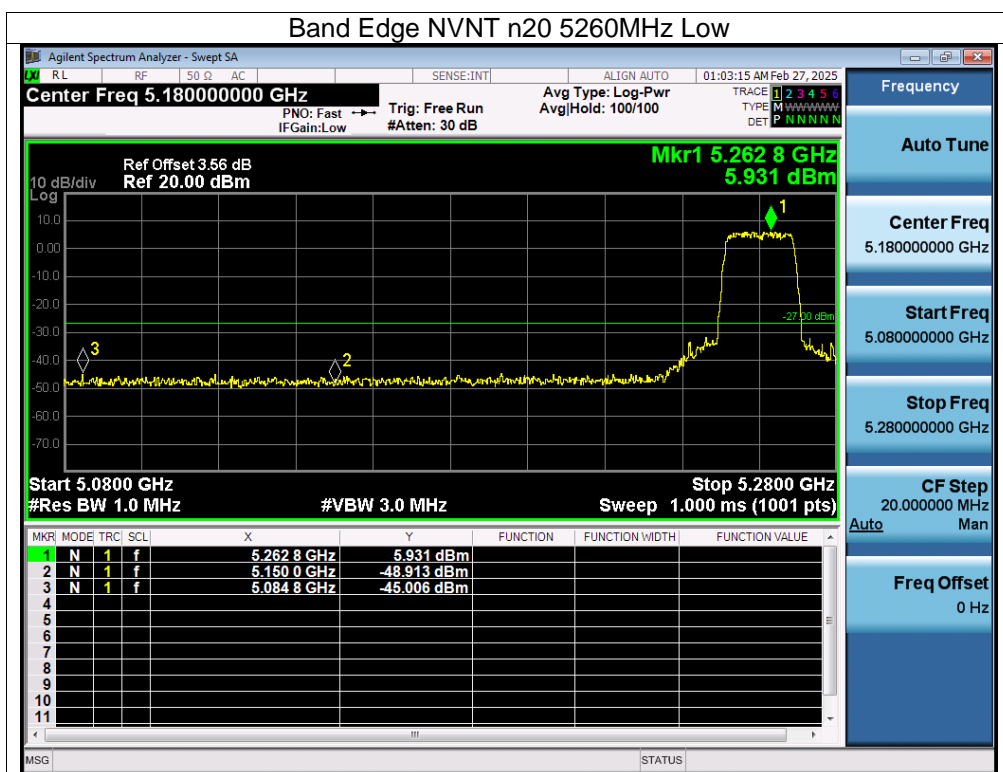 Band Edge NVNT n20 5260MHz Low
Agilent Spectrum Analyzer - Swept SA
LXI RL RF 50 Ω AC SENSE:INT ALIGN AUTO 01:03:15 AM Feb 27, 2025
Center Freq 5.180000000 GHz
PNO: Fast
IFGain:Low
Trig: Free Run
#Atten: 30 dB
Avg Type: Log-Pwr
Avg|Hold: 100/100
TRACE 1 2 3 4 5 6
TYPE M WWWWW
DET P N N N N N
Mkr1 5.262 8 GHz
5.931 dBm
Ref Offset 3.56 dB
10 dB/div Ref 20.00 dBm
Log
10.0
0.00
-10.0
-20.0
-30.0
-40.0
-50.0
-60.0
-70.0
1
-27.00 dBm
3
2
Start 5.0800 GHz Stop 5.2800 GHz
#Res BW 1.0 MHz #VBW 3.0 MHz Sweep 1.000 ms (1001 pts)
MKR MODE TRC SCL X Y FUNCTION FUNCTION WIDTH FUNCTION VALUE
1 N 1 f 5.262 8 GHz 5.931 dBm
2 N 1 f 5.150 0 GHz -48.913 dBm
3 N 1 f 5.084 8 GHz -45.006 dBm
4
5
6
7
8
9
10
11
MSG STATUS
Frequency
Auto Tune
Center Freq
5.180000000 GHz
Start Freq
5.080000000 GHz
Stop Freq
5.280000000 GHz
CF Step
20.000000 MHz
Auto Man
Freq Offset
0 Hz